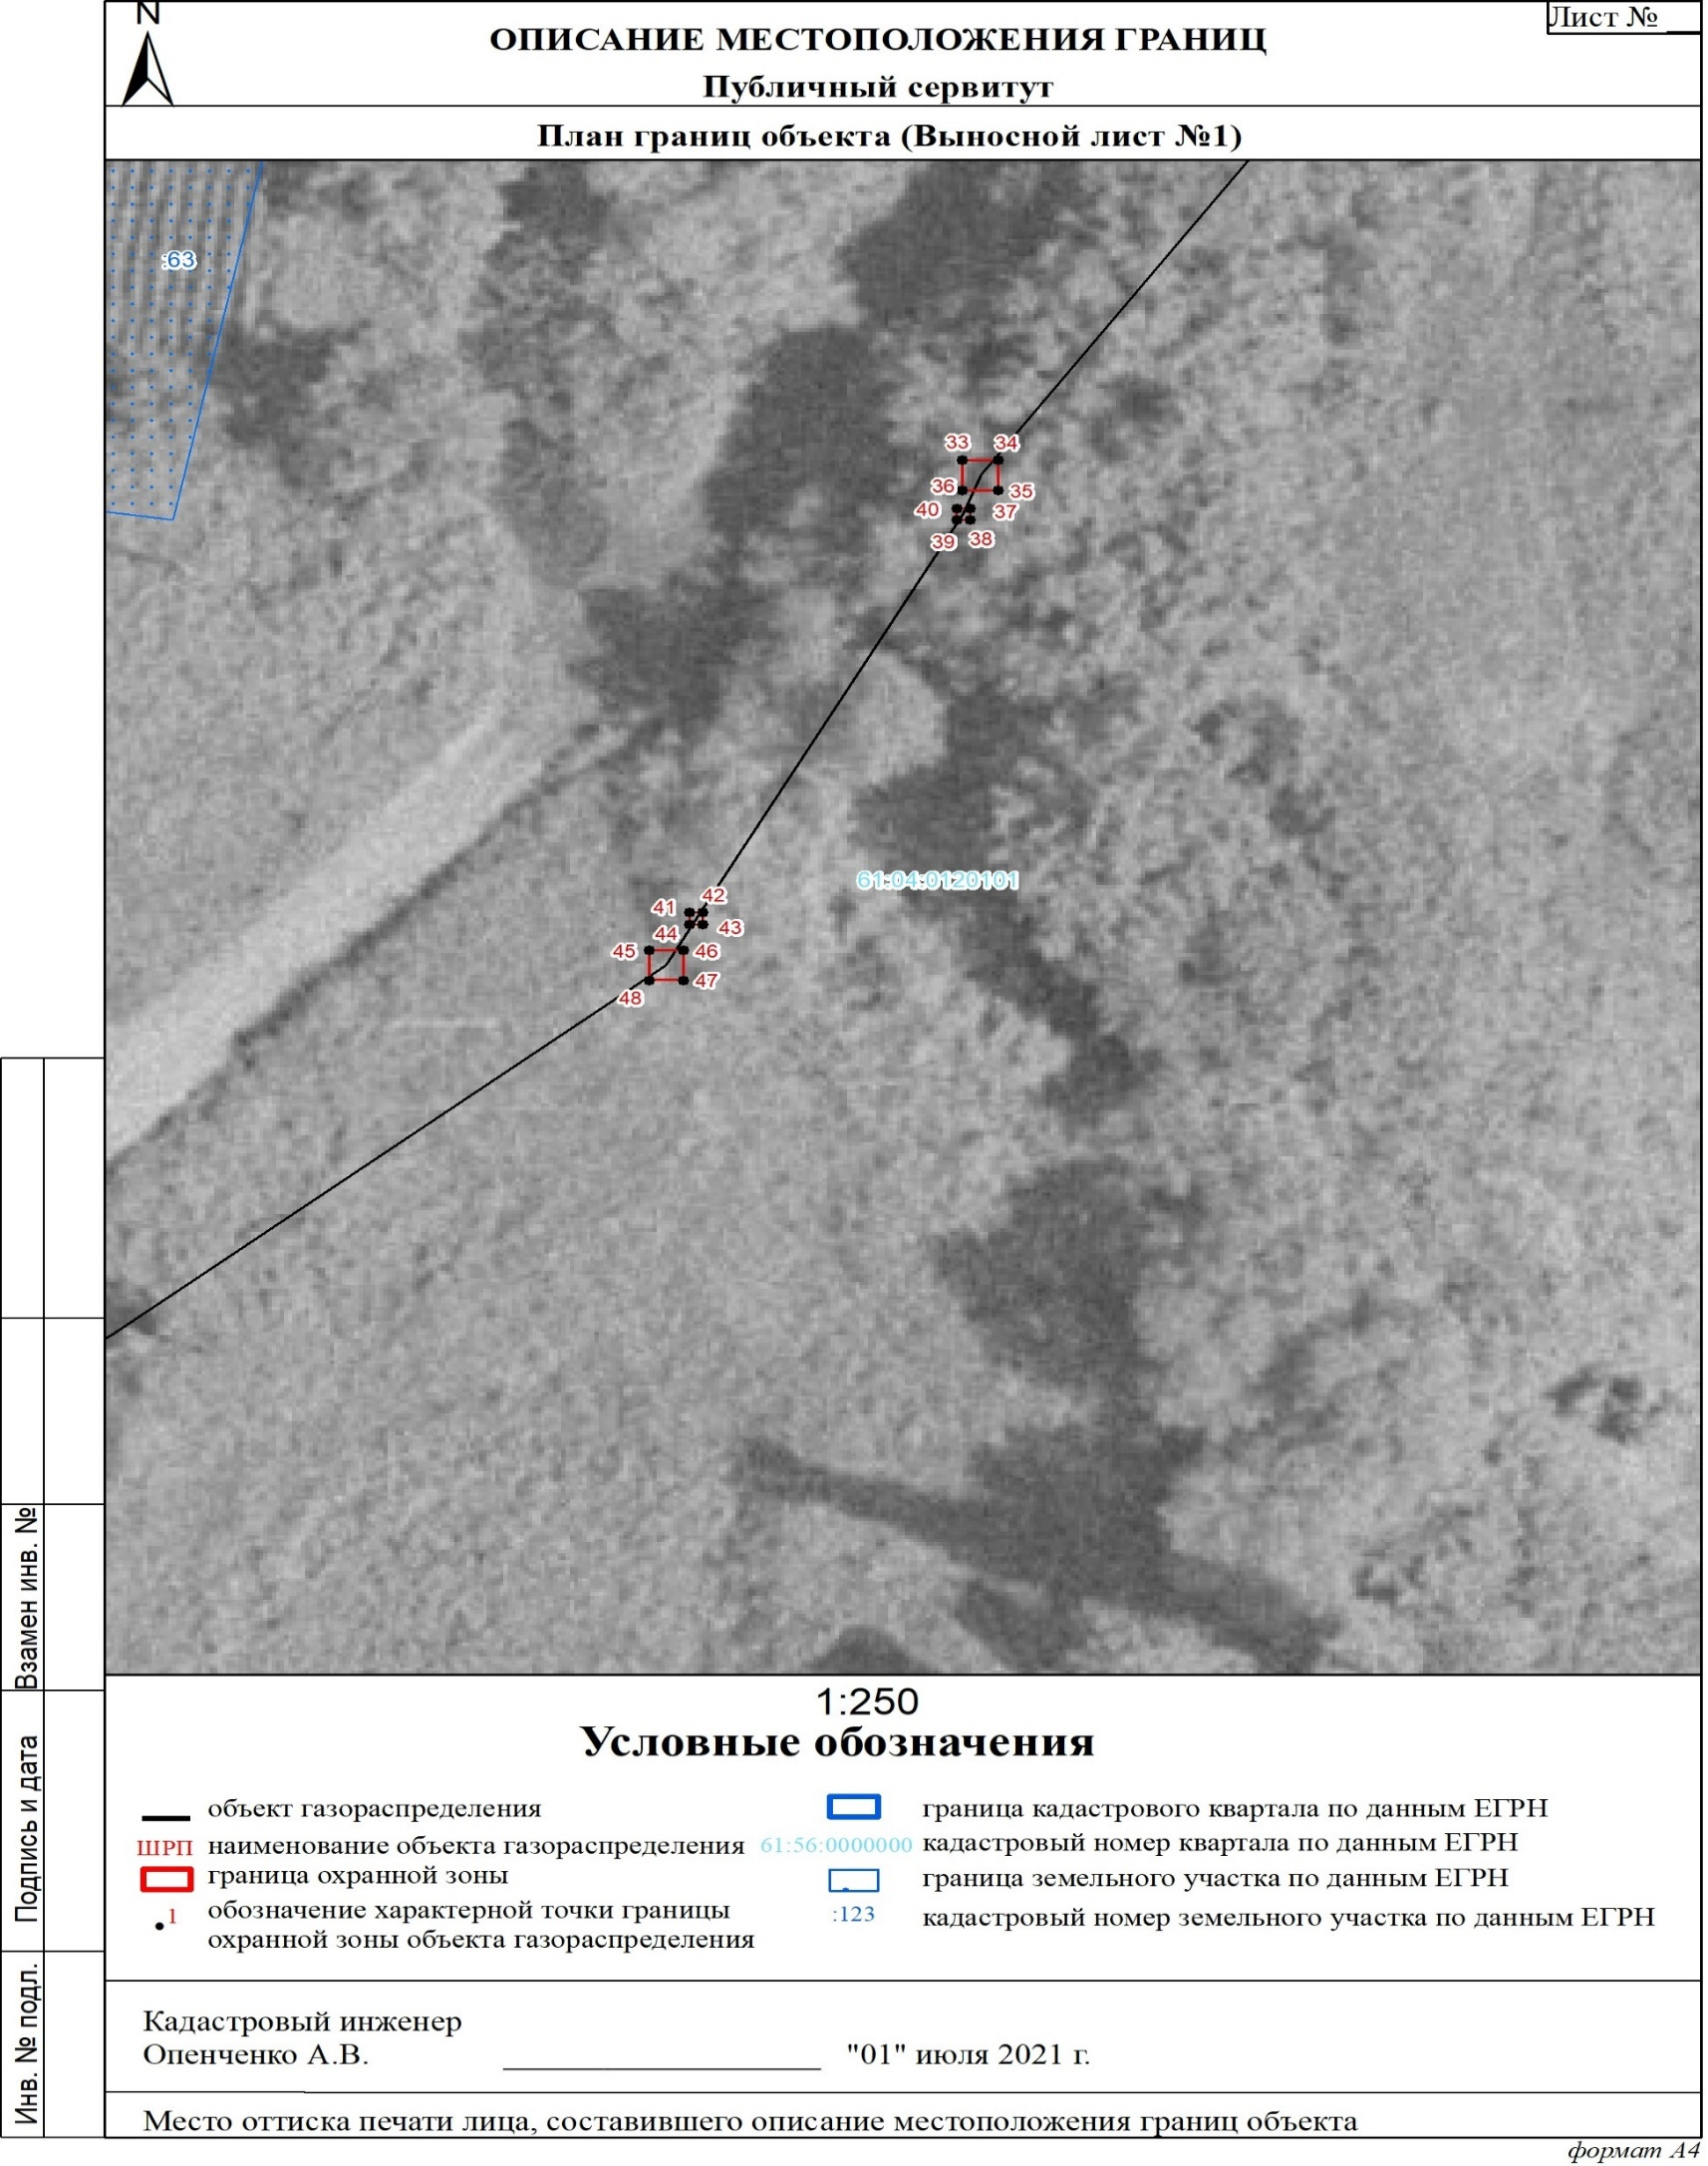 N
Лист №
ОПИСАНИЕ МЕСТОПОЛОЖЕНИЯ ГРАНИЦ
Публичный сервитут
План границ объекта (Выносной лист №1)
:63
33 34
36 35
40 37
39 38
61:04:0120101
42
41 43
44
45 46
47
48
1:250
Условные обозначения
объект газораспределения
ШРП наименование объекта газораспределения
граница охранной зоны
1 обозначение характерной точки границы
охранной зоны объекта газораспределения
граница кадастрового квартала по данным ЕГРН
61:56:0000000 кадастровый номер квартала по данным ЕГРН
граница земельного участка по данным ЕГРН
:123 кадастровый номер земельного участка по данным ЕГРН
Кадастровый инженер
Опенченко А.В. "01" июля 2021 г.
Место оттиска печати лица, составившего описание местоположения границ объекта
формат А4
Взамен инв. №
Подпись и дата
Инв. № подл.